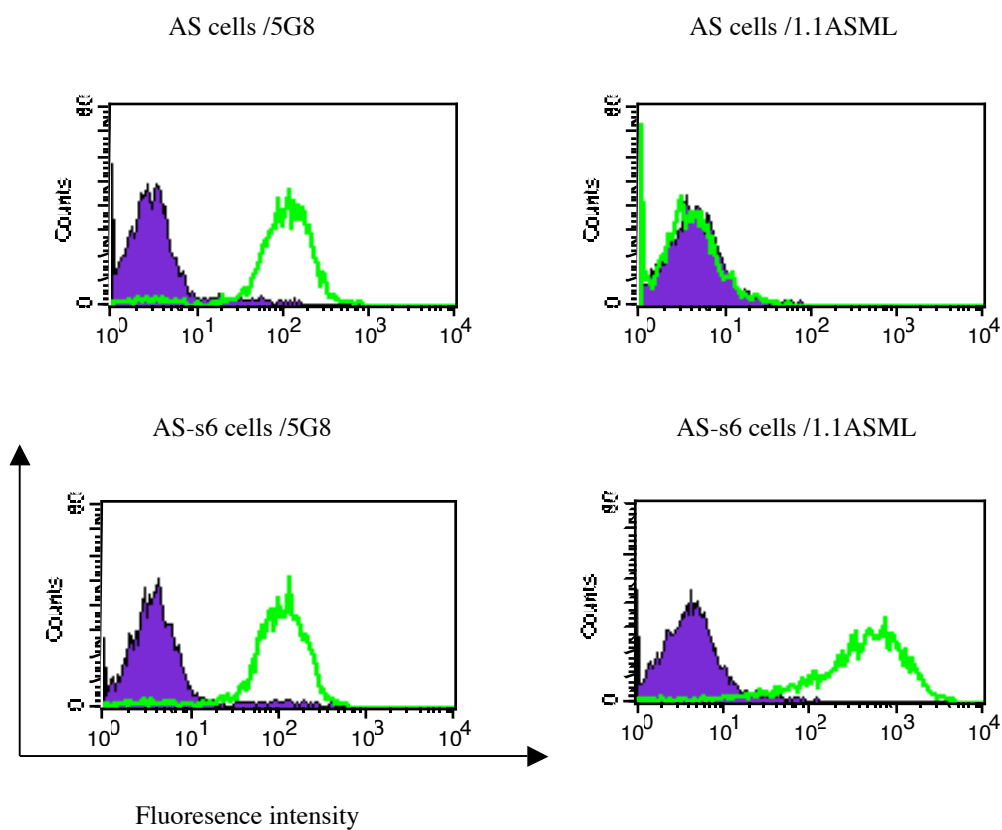 AS cells /5G8
AS cells /1.1ASML
80
Counts
0
10^0 10^1 10^2 10^3 10^4
80
Counts
0
10^0 10^1 10^2 10^3 10^4
AS-s6 cells /5G8
AS-s6 cells /1.1ASML
80
Counts
0
10^0 10^1 10^2 10^3 10^4
80
Counts
0
10^0 10^1 10^2 10^3 10^4
Fluoresence intensity